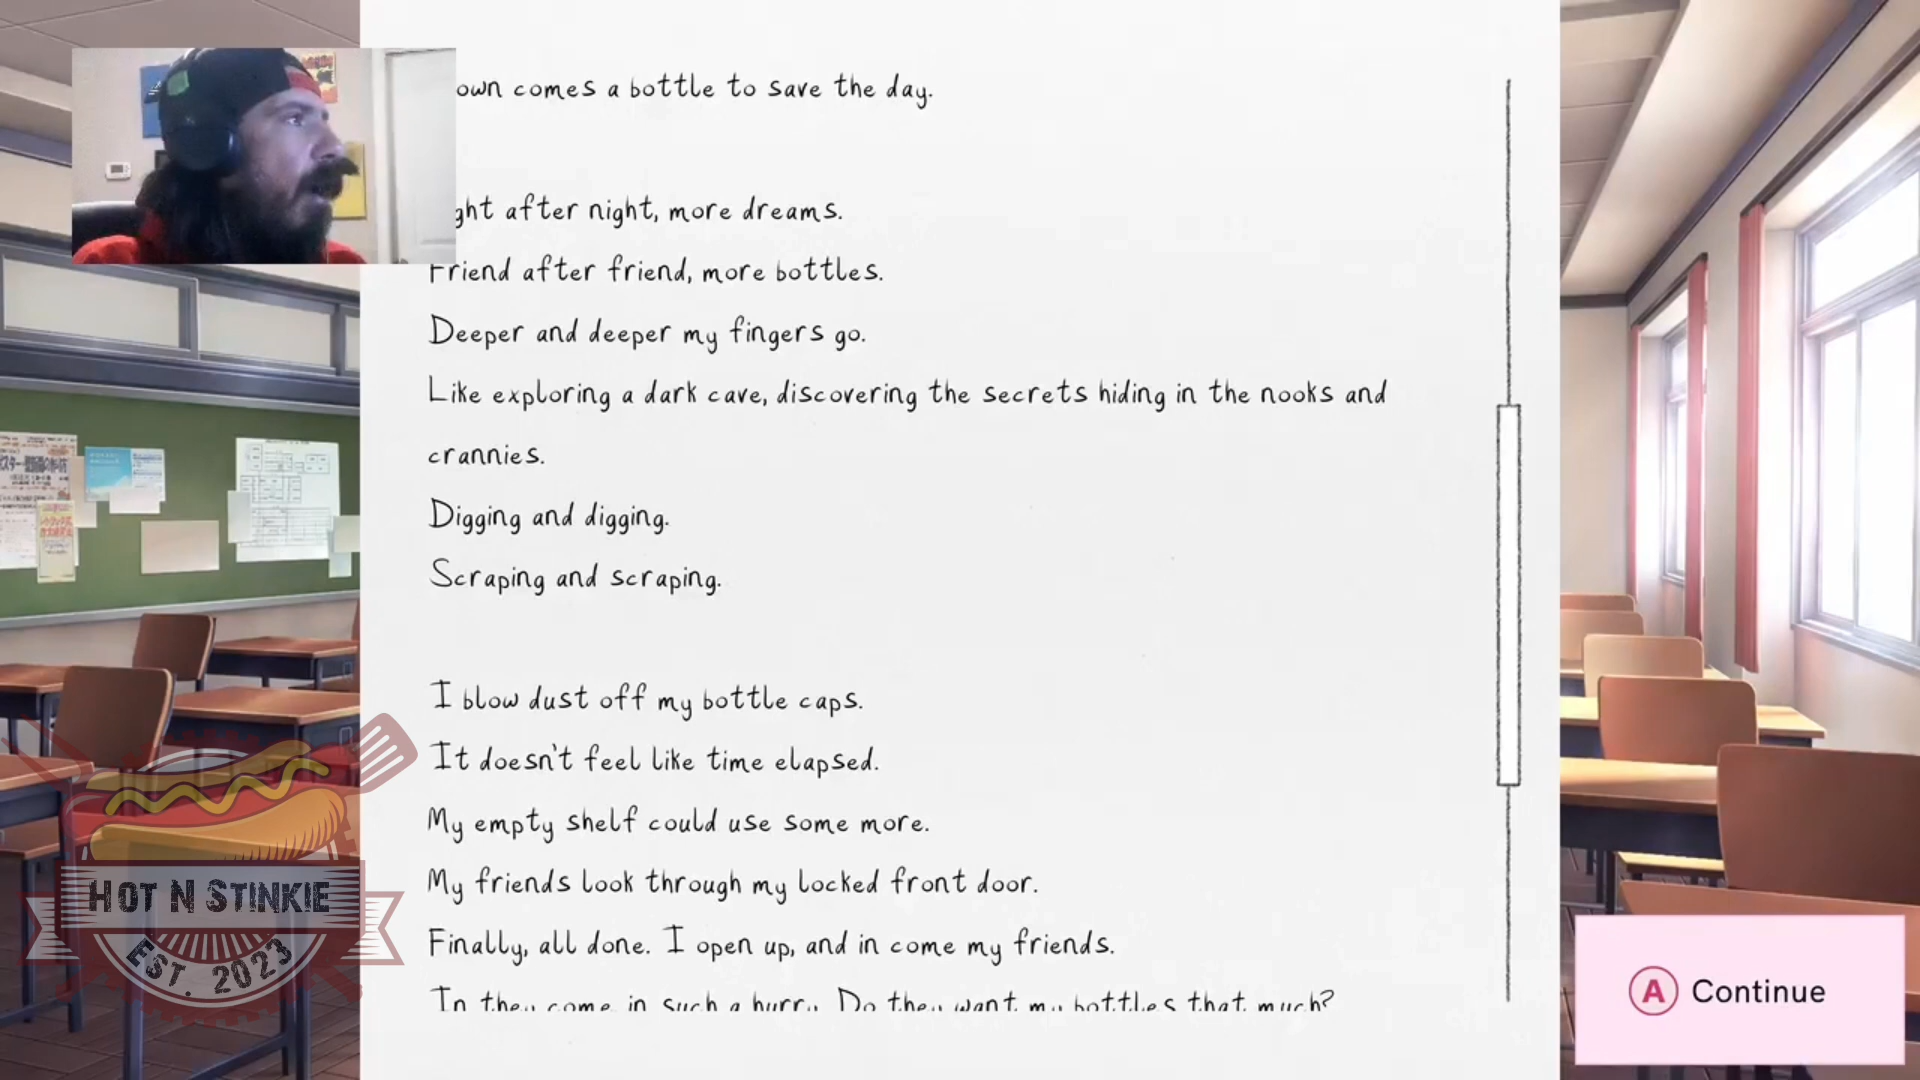 own comes a bottle to save the day.
ght after night, more dreams.
Friend after friend, more bottles.
Deeper and deeper my fingers go.
Like exploring a dark cave, discovering the secrets hiding in the nooks and
crannies.
Digging and digging.
Scraping and scraping.
I blow dust off my bottle caps.
It doesn't feel like time elapsed.
My empty shelf could use some more.
My friends look through my locked front door.
Finally, all done. I open up, and in come my friends.
In they come, in such a hurry. Do they want my bottles that much?
HOT N STINKIE
EST. 2023
A Continue